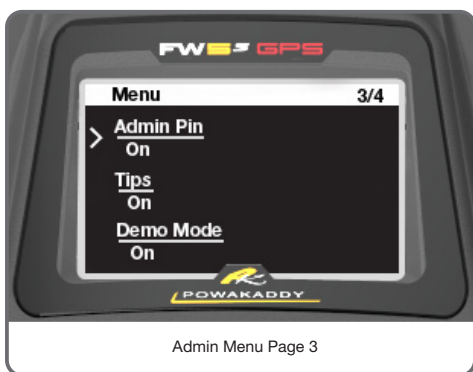 FW5s GPS
Menu 3/4
> Admin Pin
On
Tips
On
Demo Mode
On
POWAKADDY
Admin Menu Page 3